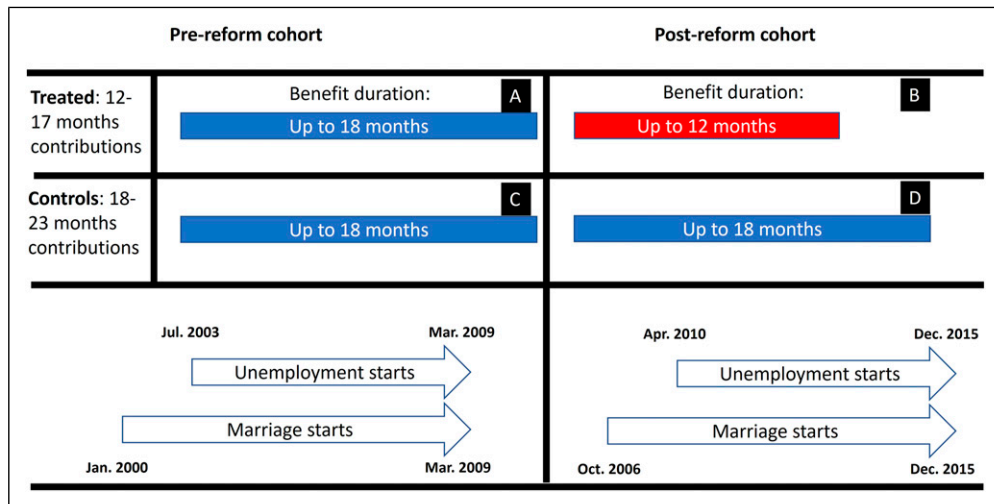 Pre-reform cohort
Post-reform cohort
Treated: 12-
17 months
contributions
Benefit duration:
A
Up to 18 months
Benefit duration:
B
Up to 12 months
Controls: 18-
23 months
contributions
C
Up to 18 months
D
Up to 18 months
Jul. 2003
Mar. 2009
Unemployment starts
Marriage starts
Jan. 2000
Mar. 2009
Apr. 2010
Dec. 2015
Unemployment starts
Marriage starts
Oct. 2006
Dec. 2015